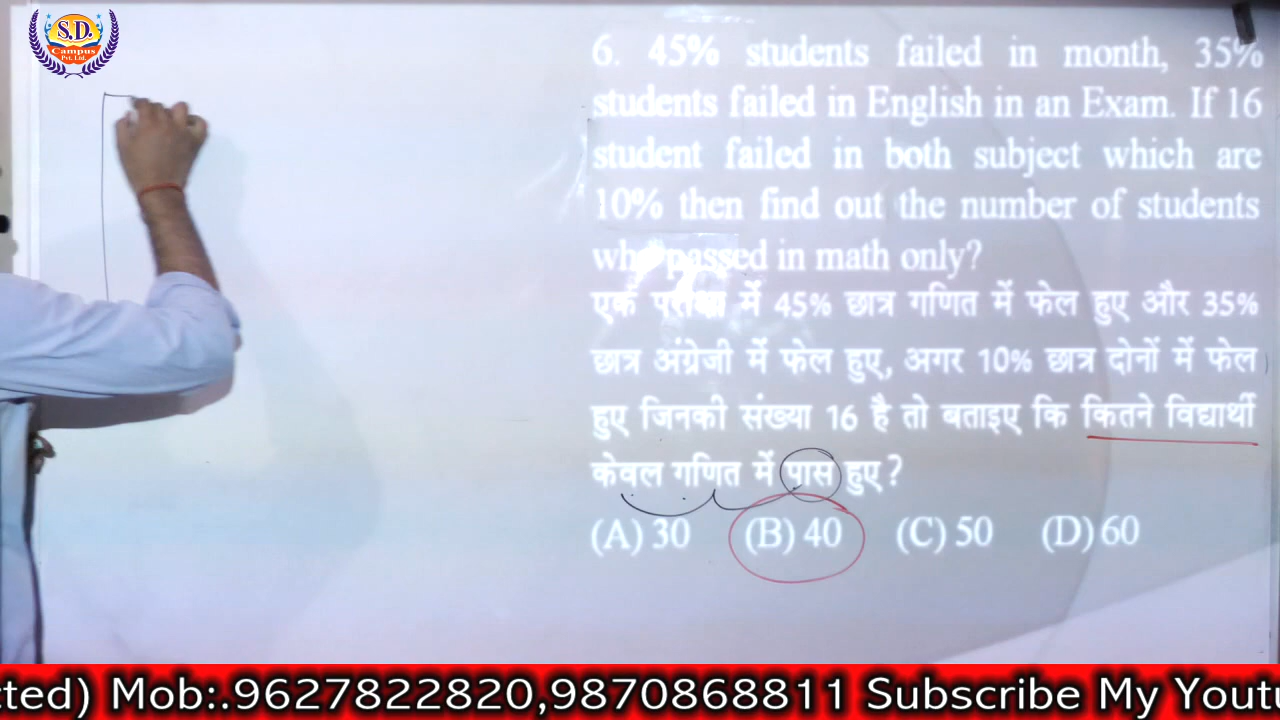 S.D.
Campus
Pvt. Ltd.
6. 45% students failed in month, 35%
students failed in English in an Exam. If 16
student failed in both subject which are
10% then find out the number of students
who passed in math only?
एक परीक्षा में 45% छात्र गणित में फेल हुए और 35%
छात्र अंग्रेजी में फेल हुए, अगर 10% छात्र दोनों में फेल
हुए जिनकी संख्या 16 है तो बताइए कि कितने विद्यार्थी
केवल गणित में पास हुए?
(A) 30 (B) 40 (C) 50 (D) 60
cted) Mob:.9627822820,9870868811 Subscribe My Youtu